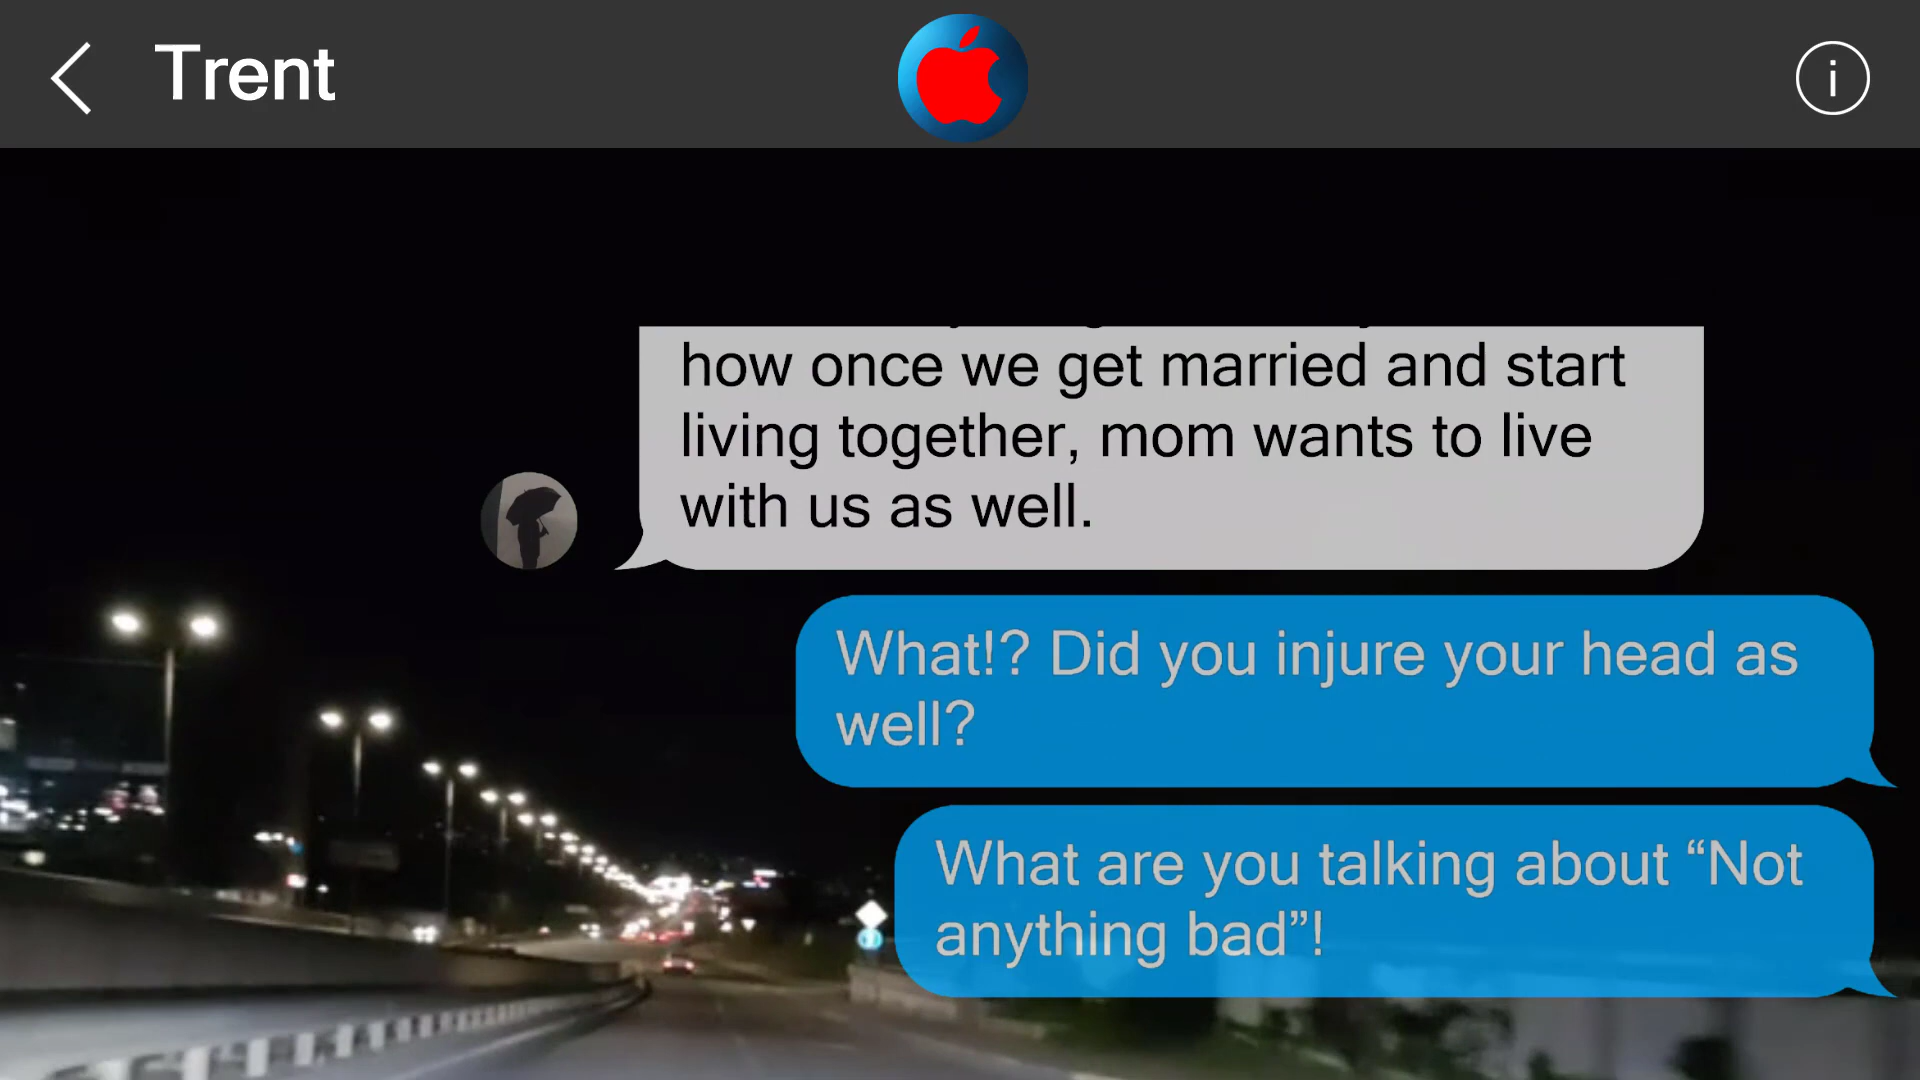 Trent
how once we get married and start
living together, mom wants to live
with us as well.
What!? Did you injure your head as
well?
What are you talking about “Not
anything bad”!